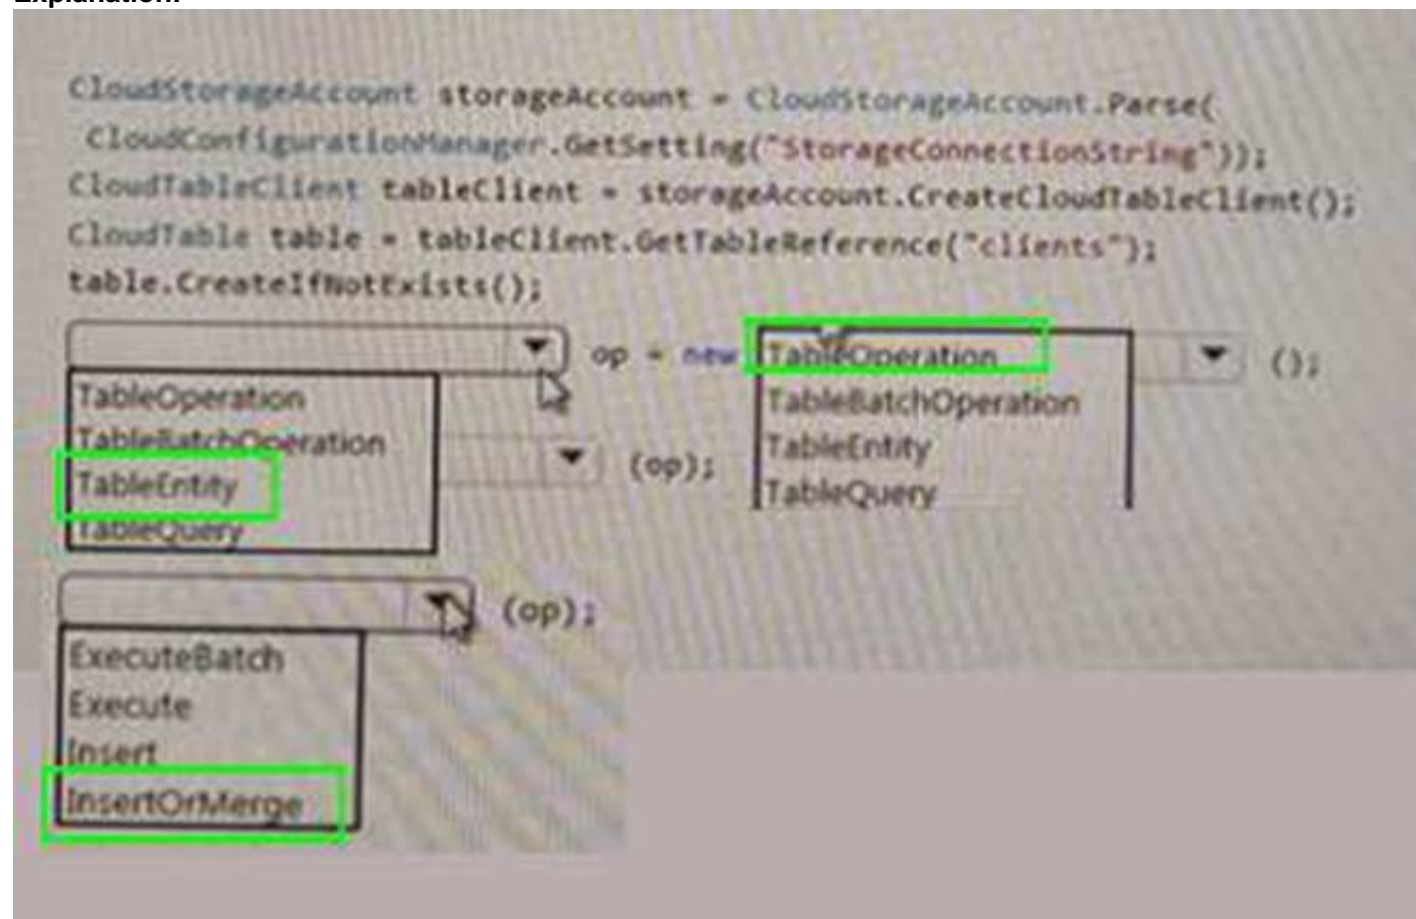 Explanation:
CloudStorageAccount storageAccount = CloudStorageAccount.Parse(
CloudConfigurationManager.GetSetting("StorageConnectionString"));
CloudTableClient tableClient = storageAccount.CreateCloudTableClient();
CloudTable table = tableClient.GetTableReference("clients");
table.CreateIfNotExists();
op = new TableOperation ();
TableOperation
TableBatchOperation
TableEntity
TableQuery
(op);
TableBatchOperation
TableEntity
TableQuery
(op);
ExecuteBatch
Execute
Insert
InsertOrMerge